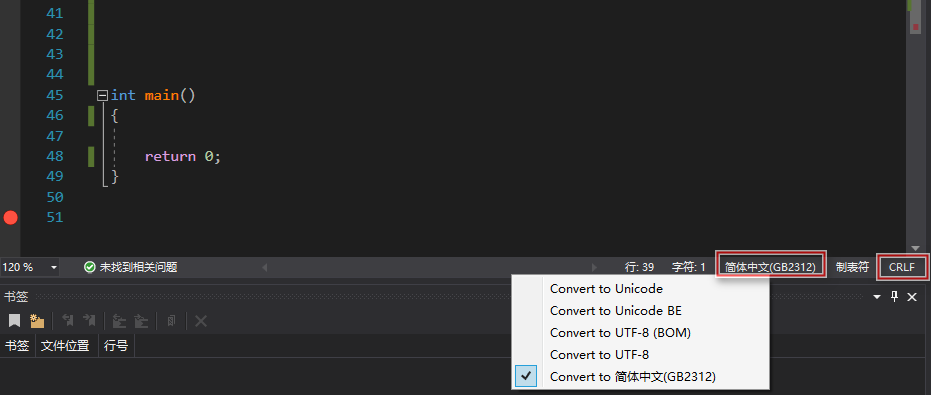 41
42
43
44
45 int main()
46 {
47
48 return 0;
49 }
50
51
120 % 未找到相关问题 行: 39 字符: 1 简体中文(GB2312) 制表符 CRLF
书签
Convert to Unicode
Convert to Unicode BE
Convert to UTF-8 (BOM)
Convert to UTF-8
Convert to 简体中文(GB2312)
书签 文件位置 行号